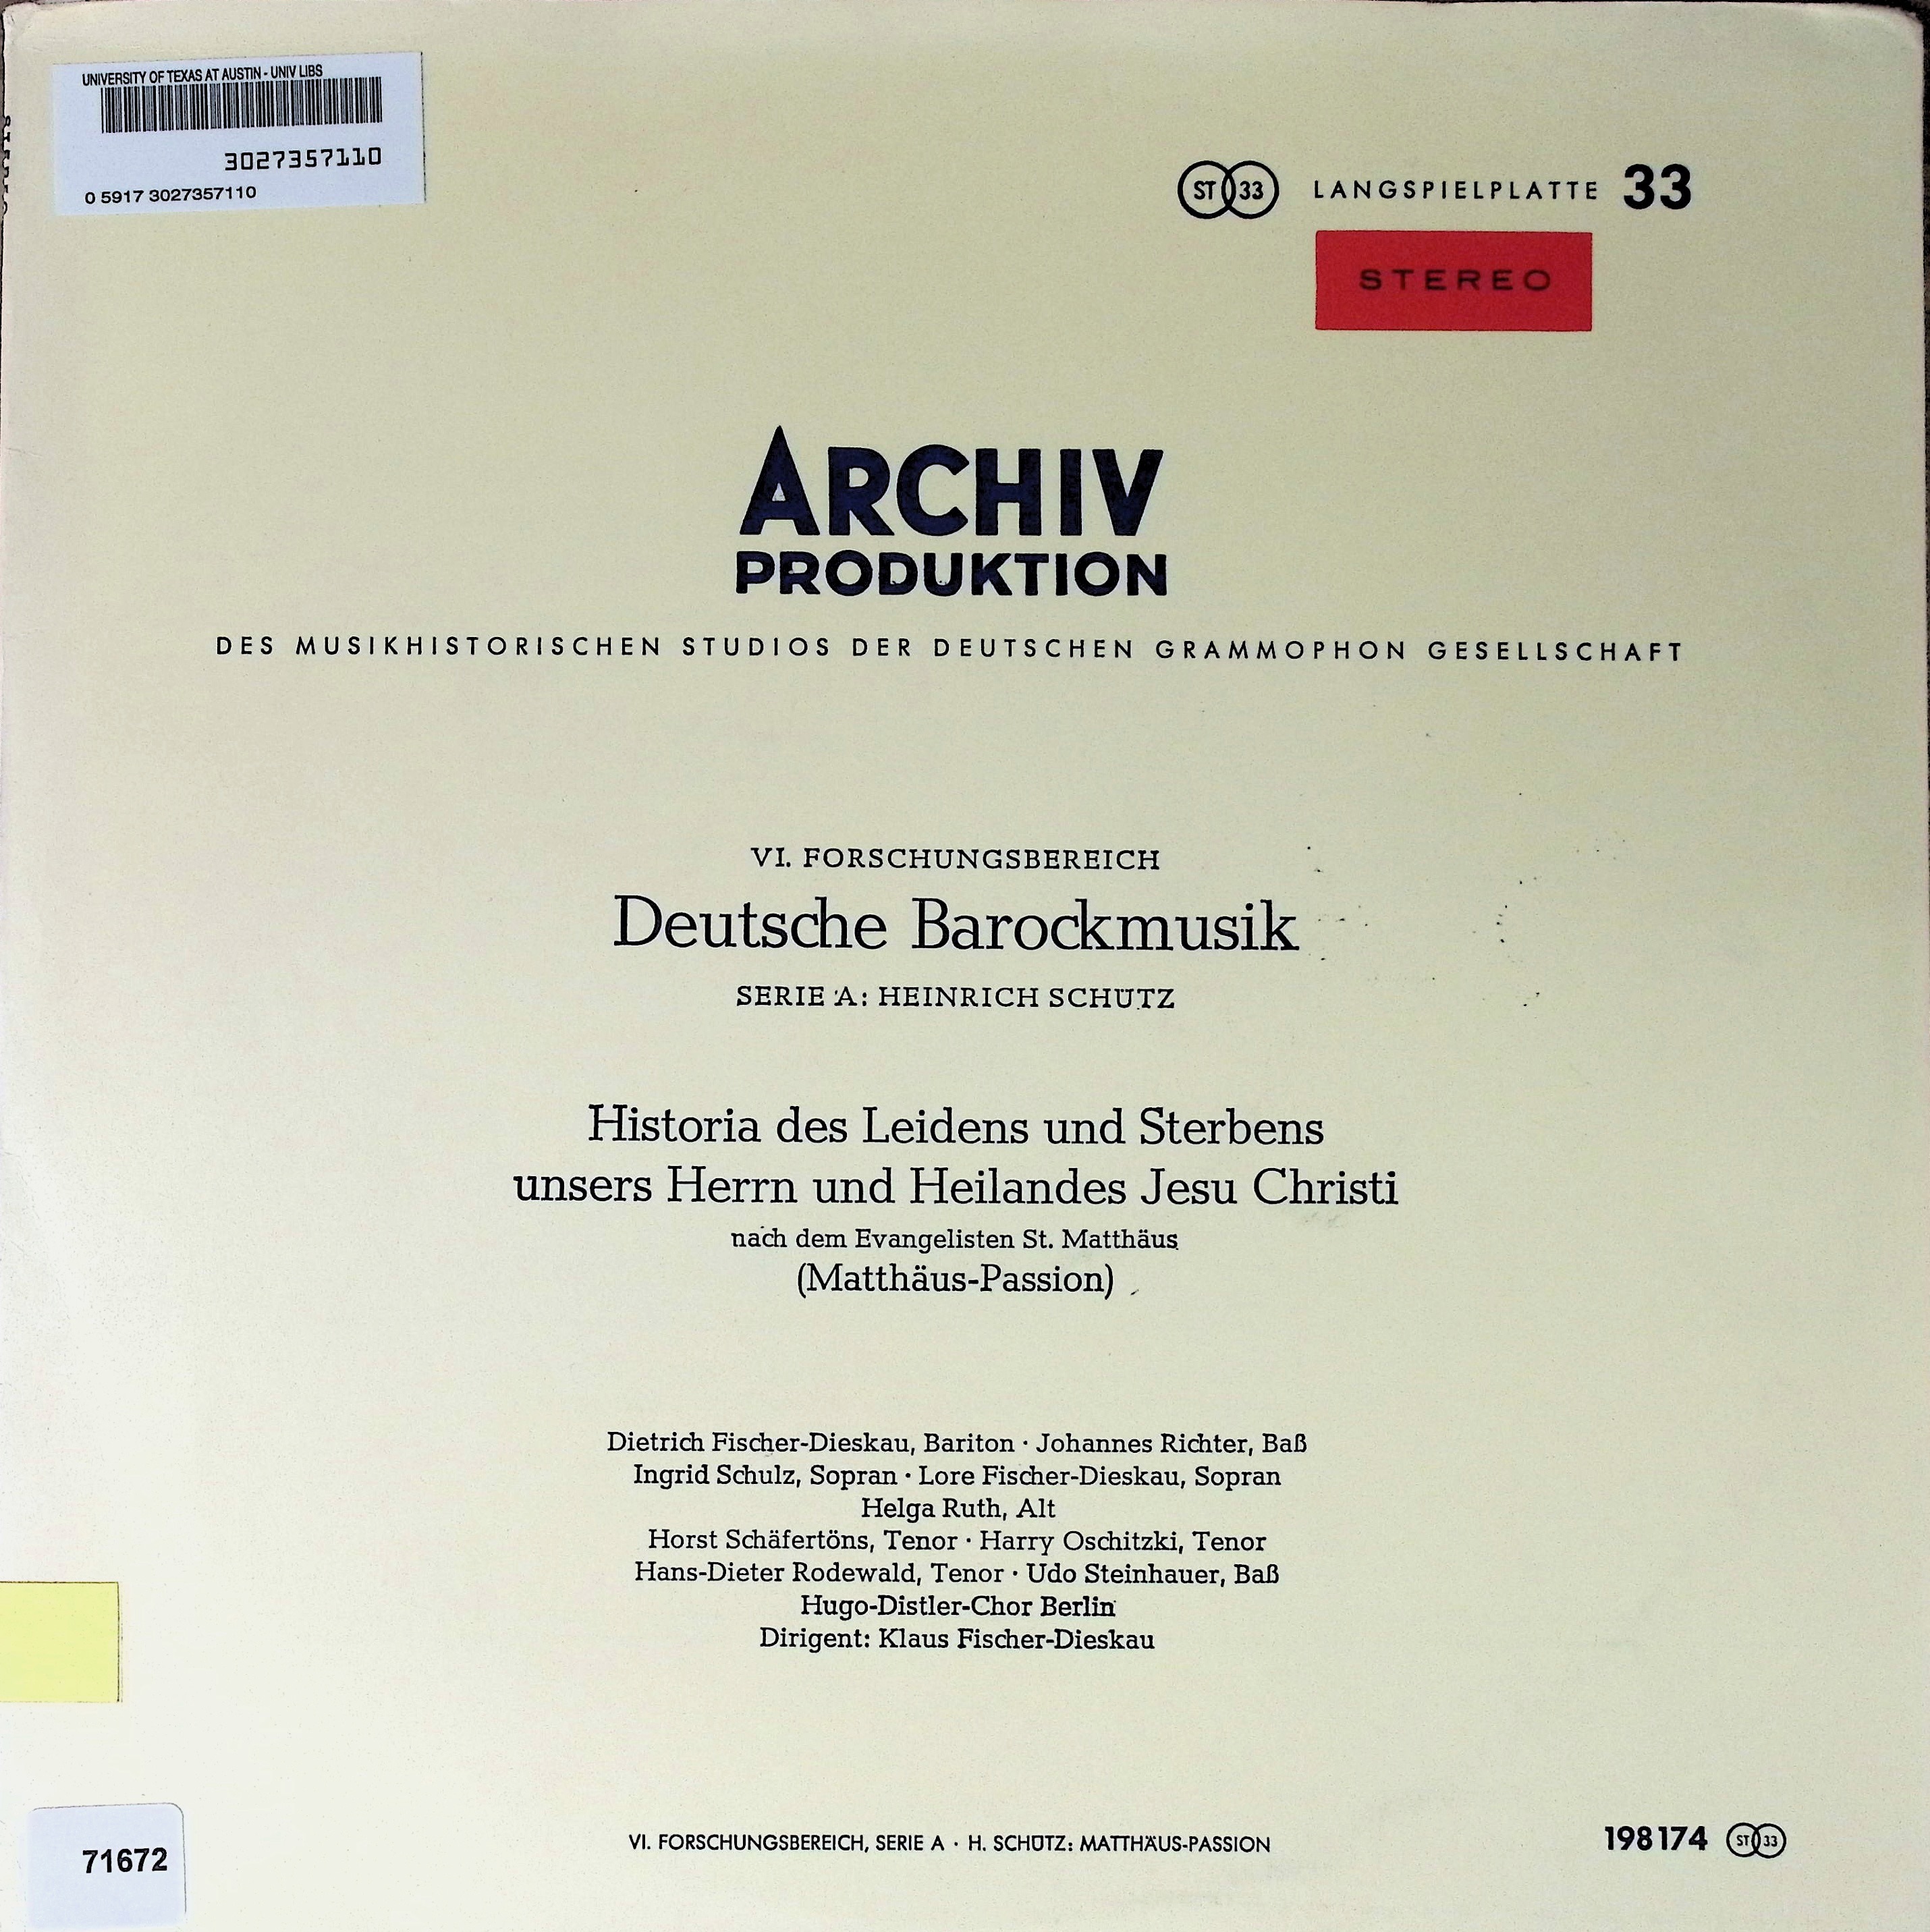 UNIVERSITY OF TEXAS AT AUSTIN - UNIV LIBS
3027357110
0 5917 3027357110
ST 33 LANGSPIELPLATTE 33
STEREO
ARCHIV
PRODUKTION
DES MUSIKHISTORISCHEN STUDIOS DER DEUTSCHEN GRAMMOPHON GESELLSCHAFT
VI. FORSCHUNGSBEREICH
Deutsche Barockmusik
SERIE A: HEINRICH SCHÜTZ
Historia des Leidens und Sterbens
unsers Herrn und Heilandes Jesu Christi
nach dem Evangelisten St. Matthäus
(Matthäus-Passion)
Dietrich Fischer-Dieskau, Bariton · Johannes Richter, Baß
Ingrid Schulz, Sopran · Lore Fischer-Dieskau, Sopran
Helga Ruth, Alt
Horst Schäfertöns, Tenor · Harry Oschitzki, Tenor
Hans-Dieter Rodewald, Tenor · Udo Steinhauer, Baß
Hugo-Distler-Chor Berlin
Dirigent: Klaus Fischer-Dieskau
71672
VI. FORSCHUNGSBEREICH, SERIE A · H. SCHÜTZ: MATTHÄUS-PASSION
198174 ST 33